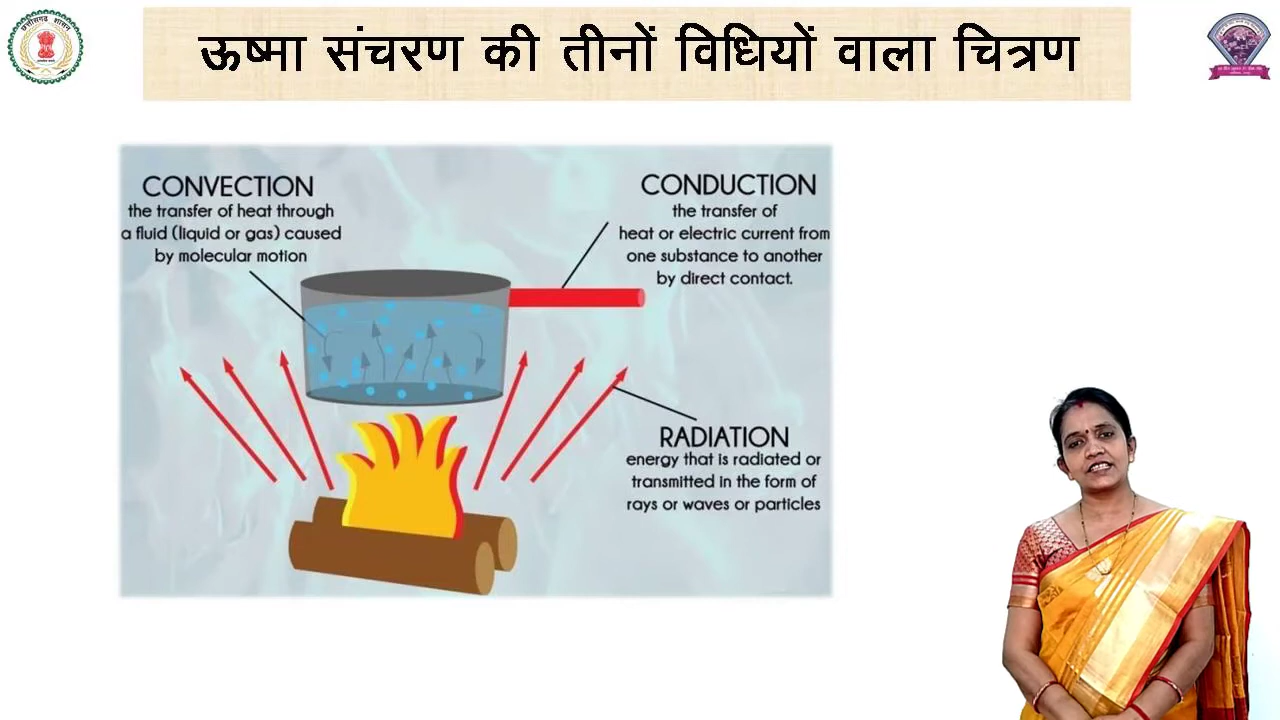 ऊष्मा संचरण की तीनों विधियों वाला चित्रण
CONVECTION
the transfer of heat through
a fluid (liquid or gas) caused
by molecular motion
CONDUCTION
the transfer of
heat or electric current from
one substance to another
by direct contact.
RADIATION
energy that is radiated or
transmitted in the form of
rays or waves or particles